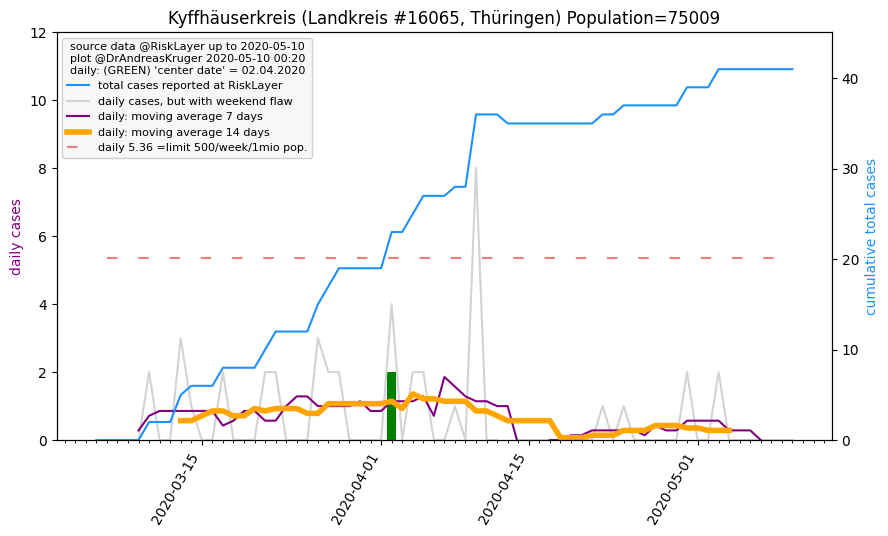 Kyffhäuserkreis (Landkreis #16065, Thüringen) Population=75009
source data @RiskLayer up to 2020-05-10
plot @DrAndreasKruger 2020-05-10 00:20
daily: (GREEN) 'center date' = 02.04.2020
total cases reported at RiskLayer
daily cases, but with weekend flaw
daily: moving average 7 days
daily: moving average 14 days
daily 5.36 =limit 500/week/1mio pop.
daily cases
12
10
8
6
4
2
0
cumulative total cases
40
30
20
10
0
2020-03-15
2020-04-01
2020-04-15
2020-05-01